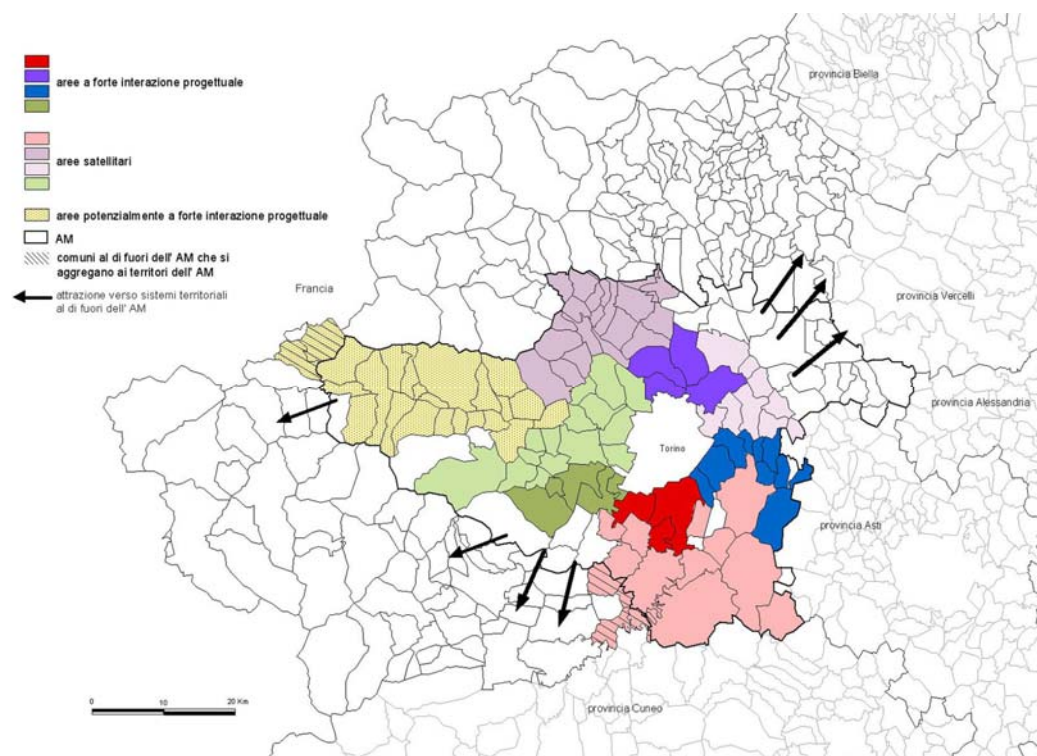 aree a forte interazione progettuale
aree satellitari
aree potenzialmente a forte interazione progettuale
AM
comuni al di fuori dell' AM che si
aggregano ai territori dell' AM
attrazione verso sistemi territoriali
al di fuori dell' AM
provincia Biella
Francia
provincia Vercelli
provincia Alessandria
Torino
provincia Asti
provincia Cuneo
0 10 20 Km